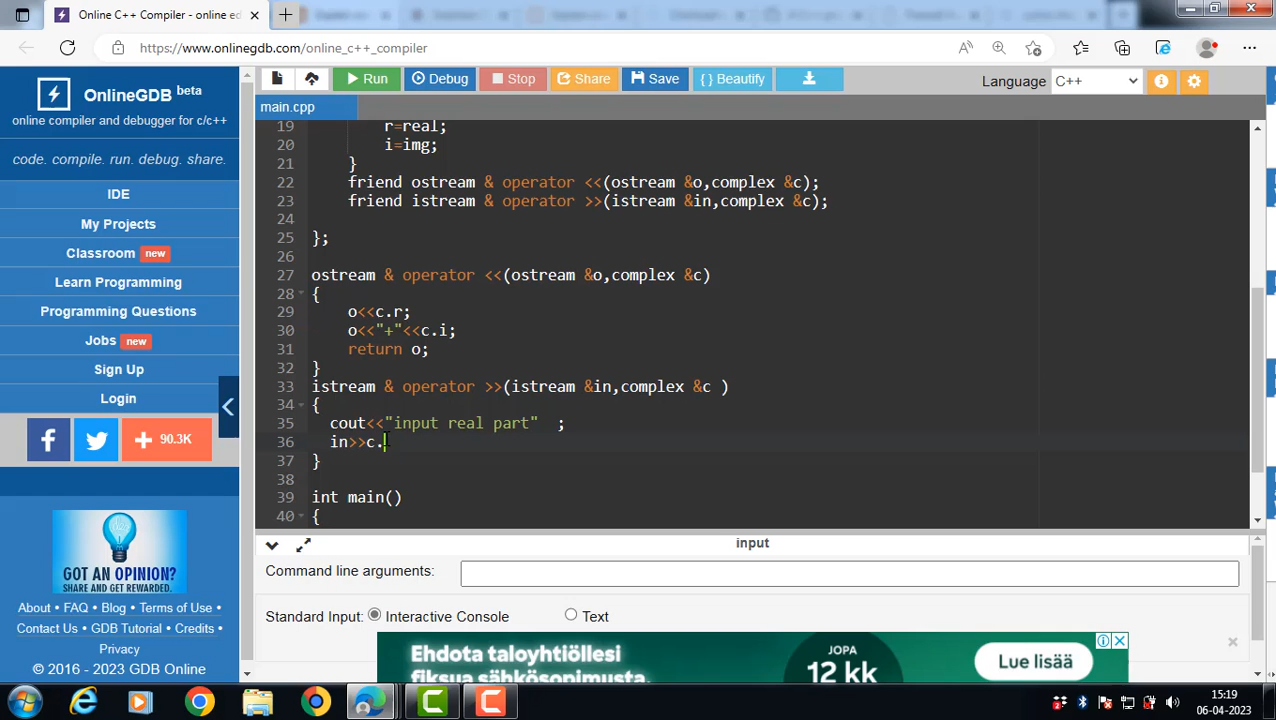 Online C++ Compiler - online ed
https://www.onlinegdb.com/online_c++_compiler
OnlineGDB beta
online compiler and debugger for c/c++
code. compile. run. debug. share.
IDE
My Projects
Classroom new
Learn Programming
Programming Questions
Jobs new
Sign Up
Login
90.3K
GOT AN OPINION?
SHARE AND GET REWARDED.
About • FAQ • Blog • Terms of Use •
Contact Us • GDB Tutorial • Credits •
Privacy
© 2016 - 2023 GDB Online
Run
Debug
Stop
Share
Save
{ } Beautify
Language C++
main.cpp
19 r=real;
20 i=img;
21 }
22 friend ostream & operator <<(ostream &o,complex &c);
23 friend istream & operator >>(istream &in,complex &c);
24
25 };
26
27 ostream & operator <<(ostream &o,complex &c)
28 {
29 o<<c.r;
30 o<<"+"<<c.i;
31 return o;
32 }
33 istream & operator >>(istream &in,complex &c )
34 {
35 cout<<"input real part" ;
36 in>>c.
37 }
38
39 int main()
40 {
input
Command line arguments:
Standard Input: Interactive Console Text
Ehdota taloyhtiöllesi
fiksua sähkösopimusta.
JOPA
12 kk
Lue lisää
15:19
06-04-2023